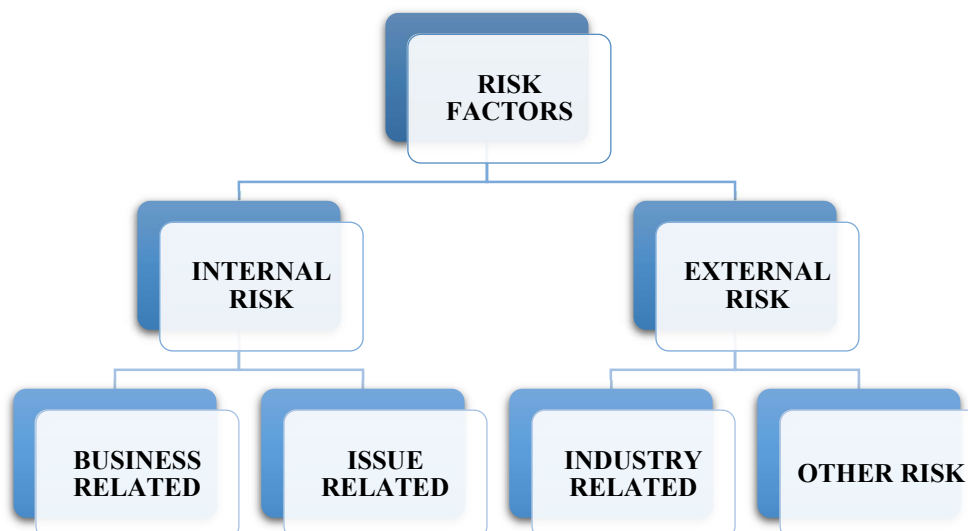 RISK
FACTORS
INTERNAL
RISK
EXTERNAL
RISK
BUSINESS
RELATED
ISSUE
RELATED
INDUSTRY
RELATED
OTHER RISK